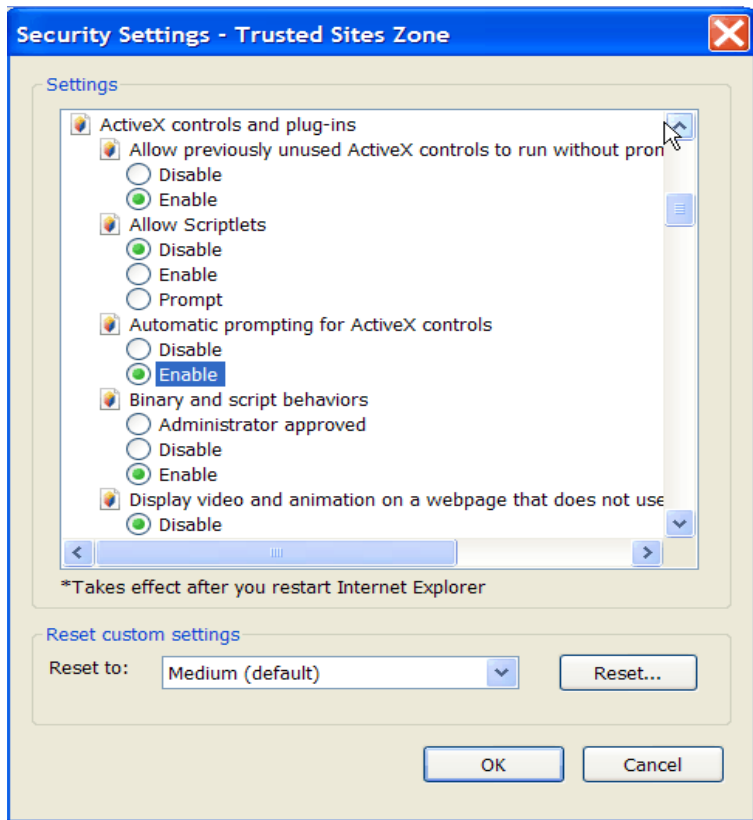 Security Settings - Trusted Sites Zone
Settings
ActiveX controls and plug-ins
Allow previously unused ActiveX controls to run without pron
Disable
Enable
Allow Scriptlets
Disable
Enable
Prompt
Automatic prompting for ActiveX controls
Disable
Enable
Binary and script behaviors
Administrator approved
Disable
Enable
Display video and animation on a webpage that does not use
Disable
*Takes effect after you restart Internet Explorer
Reset custom settings
Reset to: Medium (default) Reset...
OK Cancel